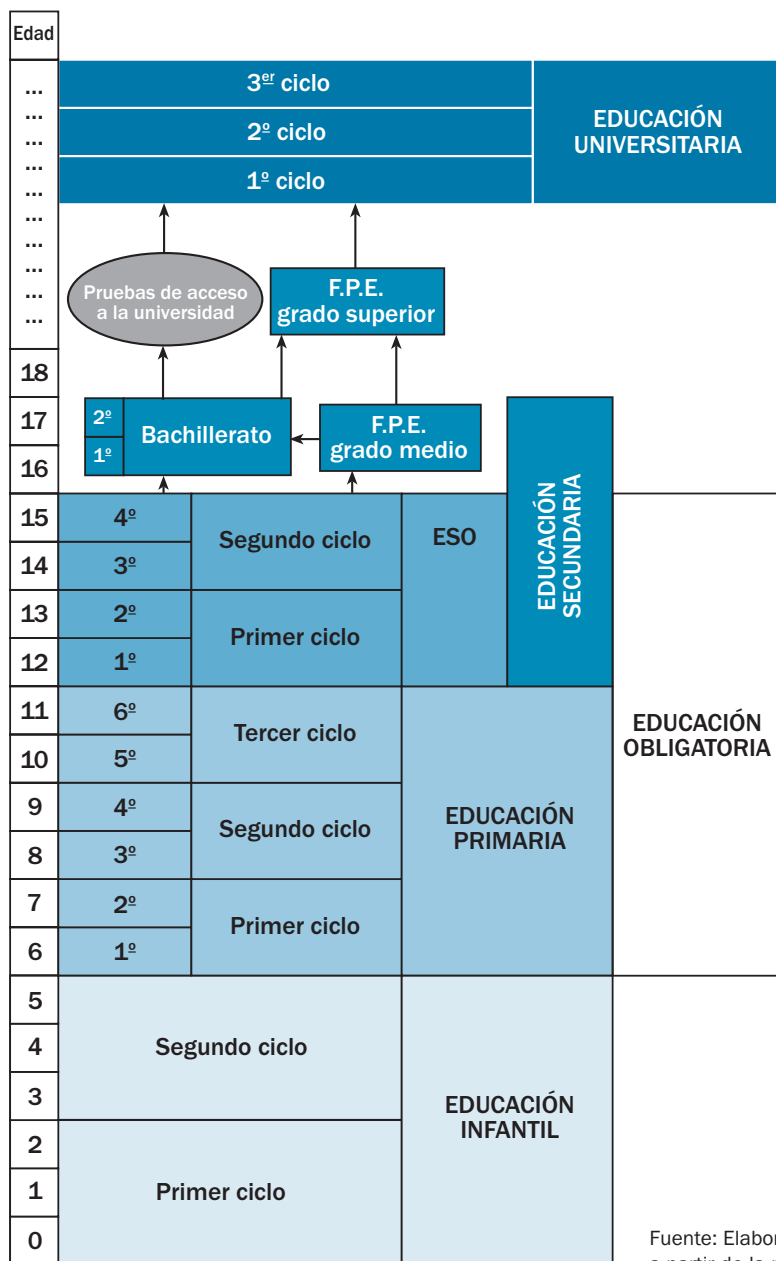 Edad
...
...
...
...
...
...
...
...
...
...
18
17
16
15
14
13
12
11
10
9
8
7
6
5
4
3
2
1
0
3er ciclo
2º ciclo
1º ciclo
EDUCACIÓN
UNIVERSITARIA
Pruebas de acceso
a la universidad
F.P.E.
grado superior
2º
1º
Bachillerato
F.P.E.
grado medio
4º
3º
2º
1º
Segundo ciclo
Primer ciclo
ESO
EDUCACIÓN
SECUNDARIA
6º
5º
4º
3º
2º
1º
Tercer ciclo
Segundo ciclo
Primer ciclo
EDUCACIÓN
PRIMARIA
EDUCACIÓN
OBLIGATORIA
Segundo ciclo
Primer ciclo
EDUCACIÓN
INFANTIL
Fuente: Elabor